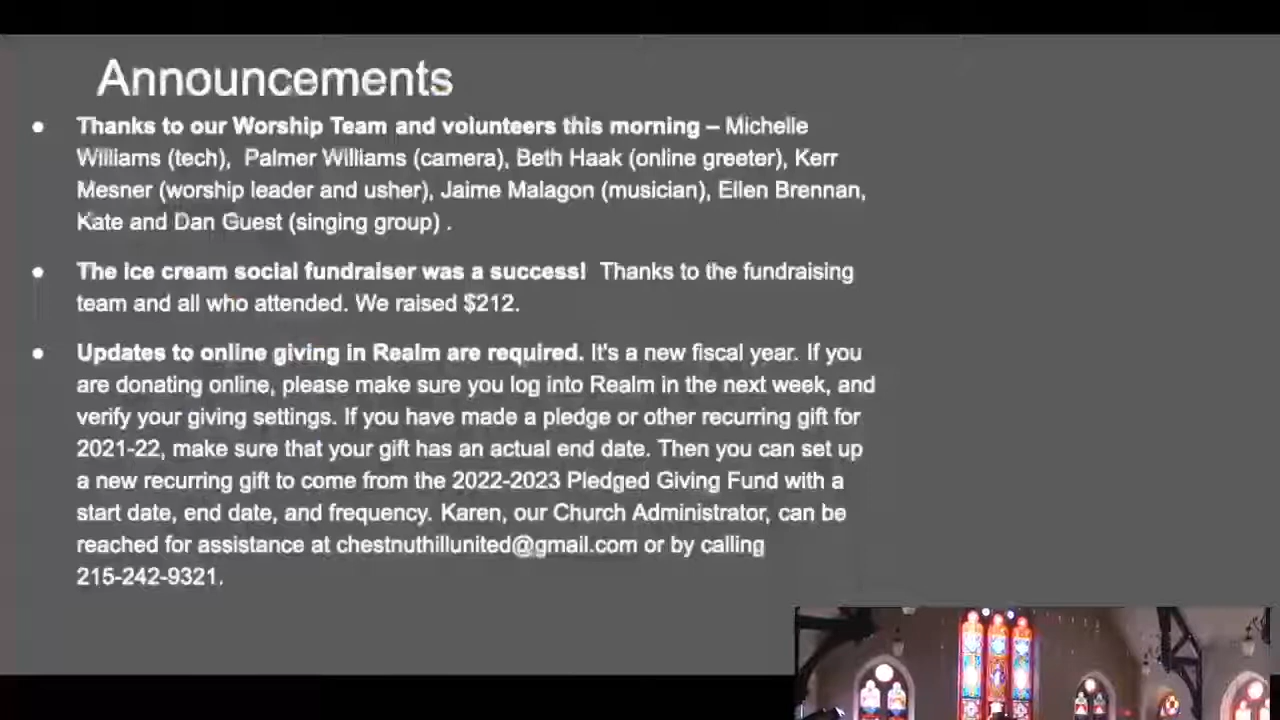 Announcements
● Thanks to our Worship Team and volunteers this morning – Michelle
Williams (tech),  Palmer Williams (camera), Beth Haak (online greeter), Kerr
Mesner (worship leader and usher), Jaime Malagon (musician), Ellen Brennan,
Kate and Dan Guest (singing group) .
● The ice cream social fundraiser was a success!  Thanks to the fundraising
team and all who attended. We raised $212.
● Updates to online giving in Realm are required. It's a new fiscal year. If you
are donating online, please make sure you log into Realm in the next week, and
verify your giving settings. If you have made a pledge or other recurring gift for
2021-22, make sure that your gift has an actual end date. Then you can set up
a new recurring gift to come from the 2022-2023 Pledged Giving Fund with a
start date, end date, and frequency. Karen, our Church Administrator, can be
reached for assistance at chestnuthillunited@gmail.com or by calling
215-242-9321.